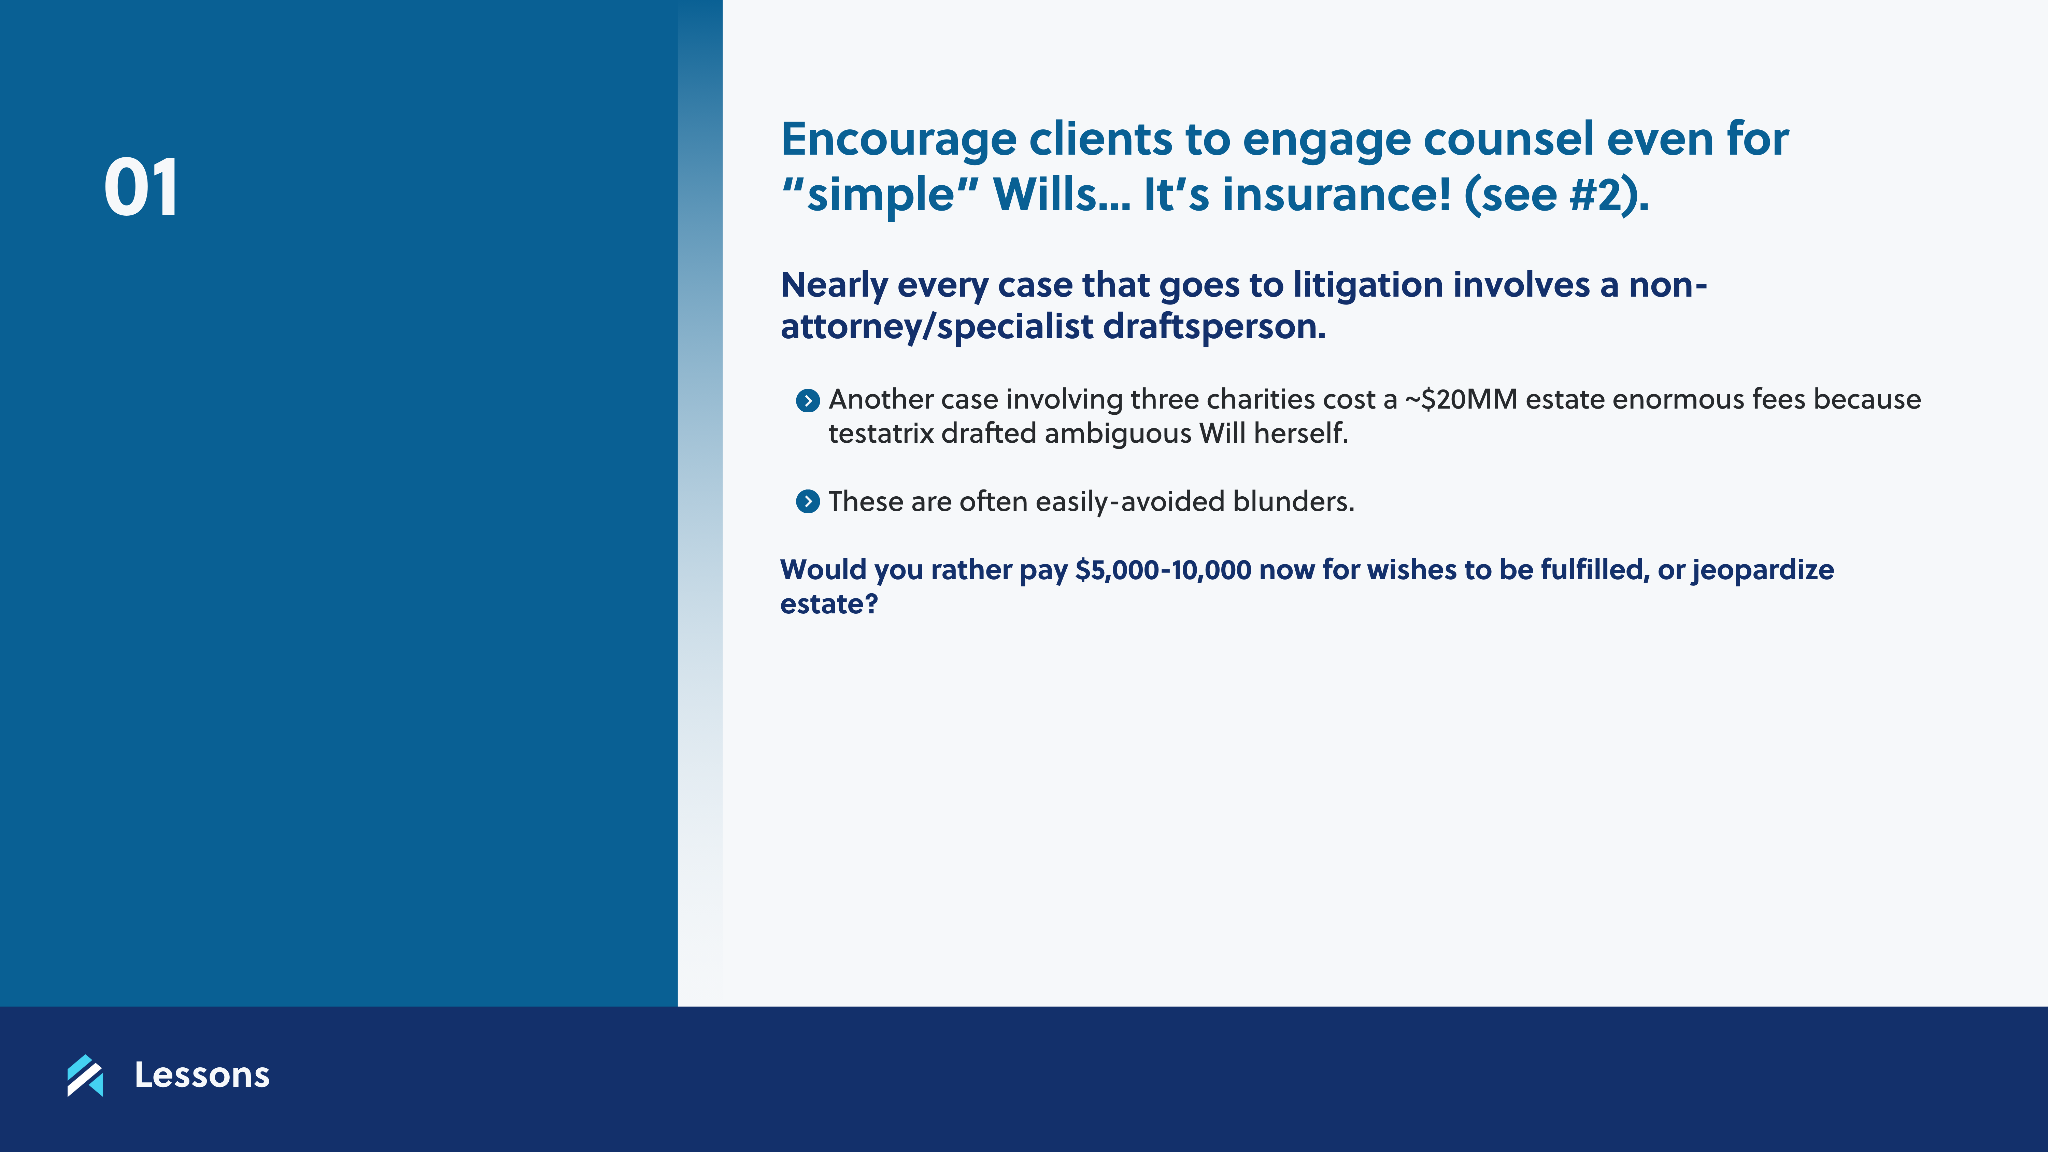 01
Encourage clients to engage counsel even for
"simple" Wills... It's insurance! (see #2).
Nearly every case that goes to litigation involves a non-
attorney/specialist draftsperson.
Another case involving three charities cost a ~$20MM estate enormous fees because
testatrix drafted ambiguous Will herself.
These are often easily-avoided blunders.
Would you rather pay $5,000-10,000 now for wishes to be fulfilled, or jeopardize
estate?
Lessons